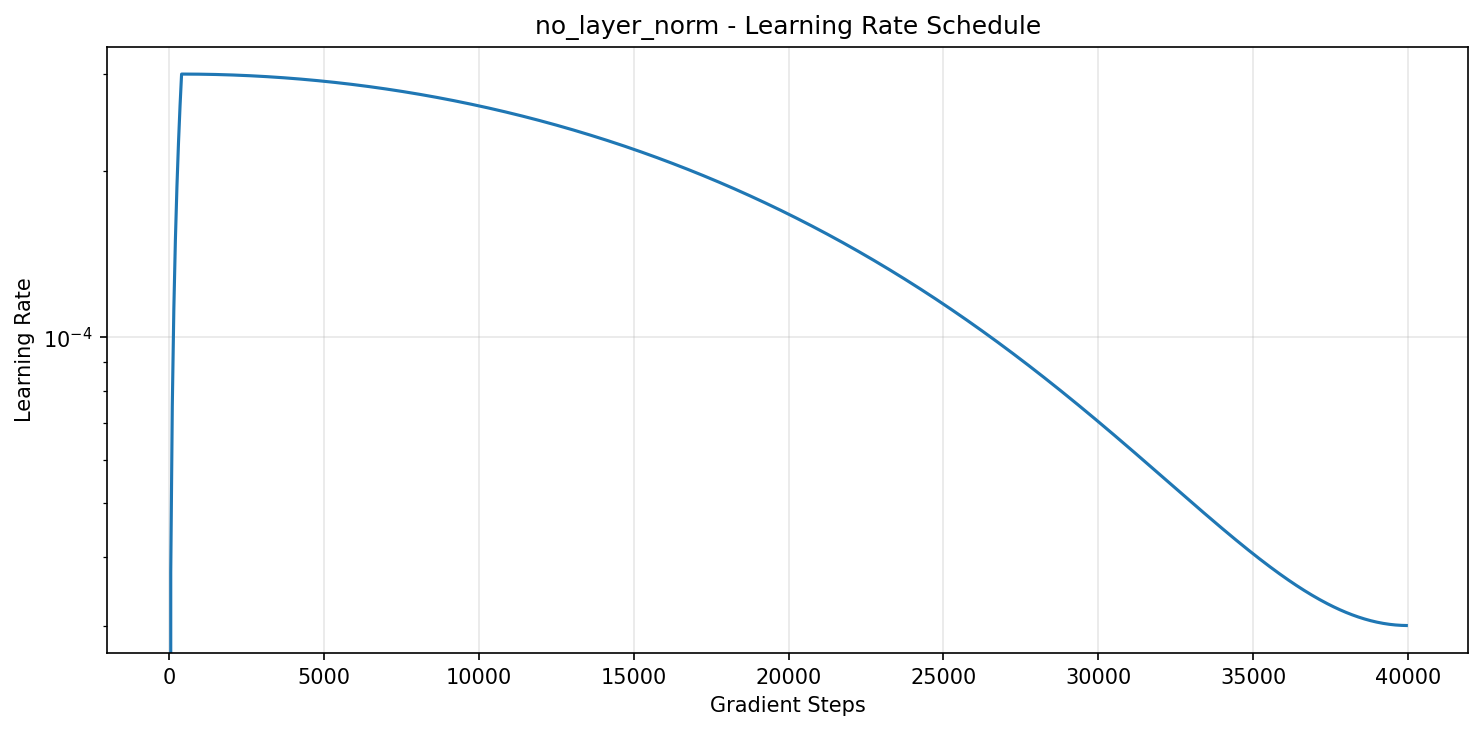 no_layer_norm - Learning Rate Schedule
Learning Rate
10⁻⁴
0 5000 10000 15000 20000 25000 30000 35000 40000
Gradient Steps